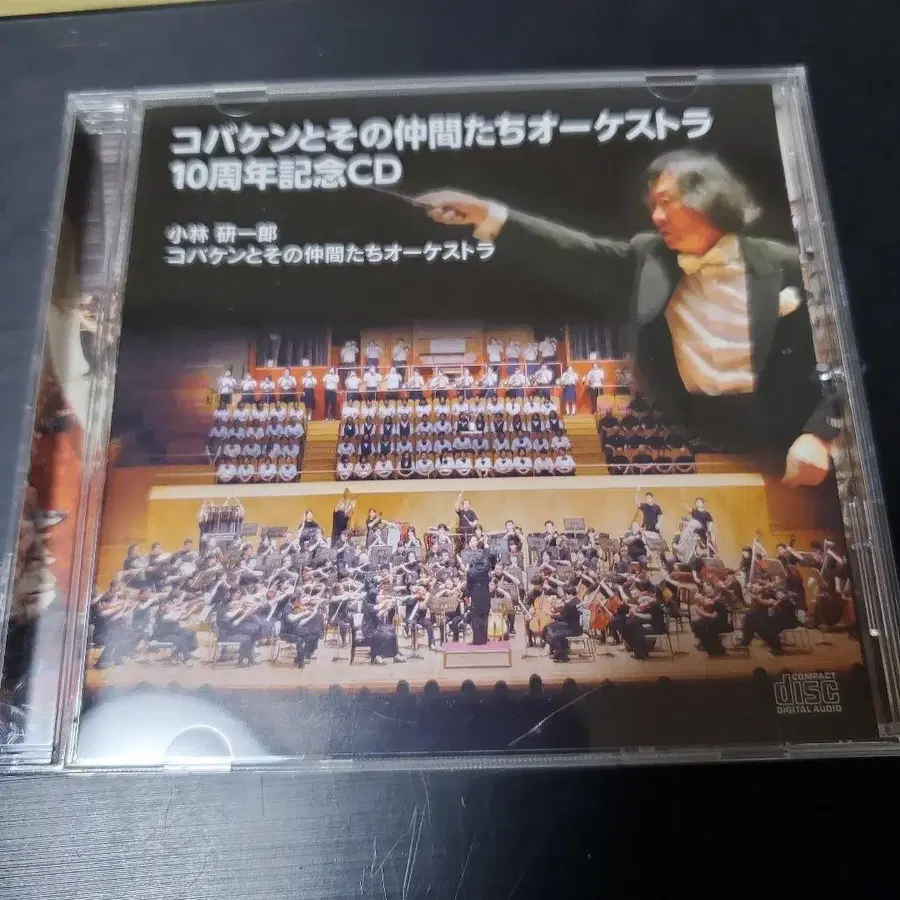 コバケンとその仲間たちオーケストラ
10周年記念CD
小林 研一郎
コバケンとその仲間たちオーケストラ
COMPACT
disc
DIGITAL AUDIO